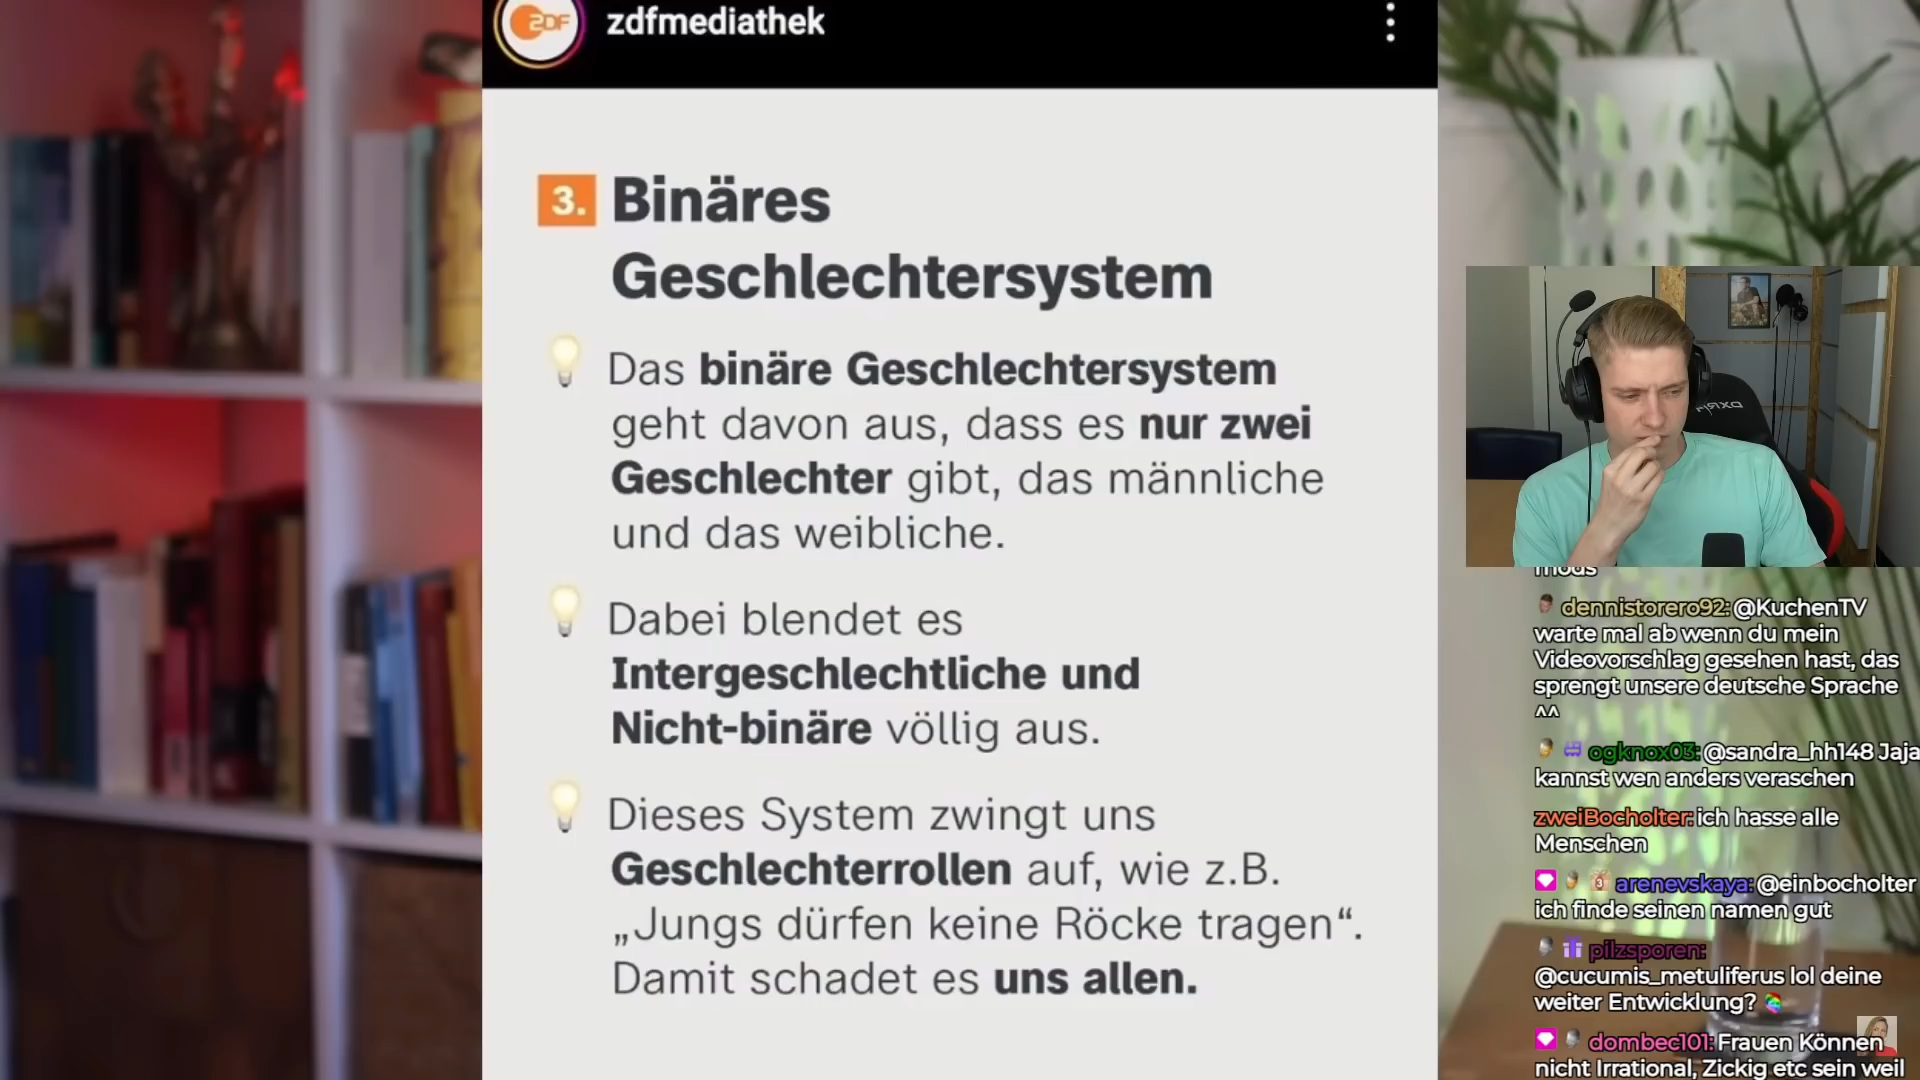 ZDF
zdfmediathek
3. Binäres
Geschlechtersystem
Das binäre Geschlechtersystem
geht davon aus, dass es nur zwei
Geschlechter gibt, das männliche
und das weibliche.
Dabei blendet es
Intergeschlechtliche und
Nicht-binäre völlig aus.
Dieses System zwingt uns
Geschlechterrollen auf, wie z.B.
„Jungs dürfen keine Röcke tragen“.
Damit schadet es uns allen.
mods
dennistorero92: @KuchenTV
warte mal ab wenn du mein
Videovorschlag gesehen hast, das
sprengt unsere deutsche Sprache
^^
ogknox03: @sandra_hh148 Jaja
kannst wen anders veraschen
zweiBocholter: ich hasse alle
Menschen
3 arenevskaya: @einbocholter
ich finde seinen namen gut
pilzsporen:
@cucumis_metuliferus lol deine
weiter Entwicklung?
dombec101: Frauen Können
nicht Irrational, Zickig etc sein weil